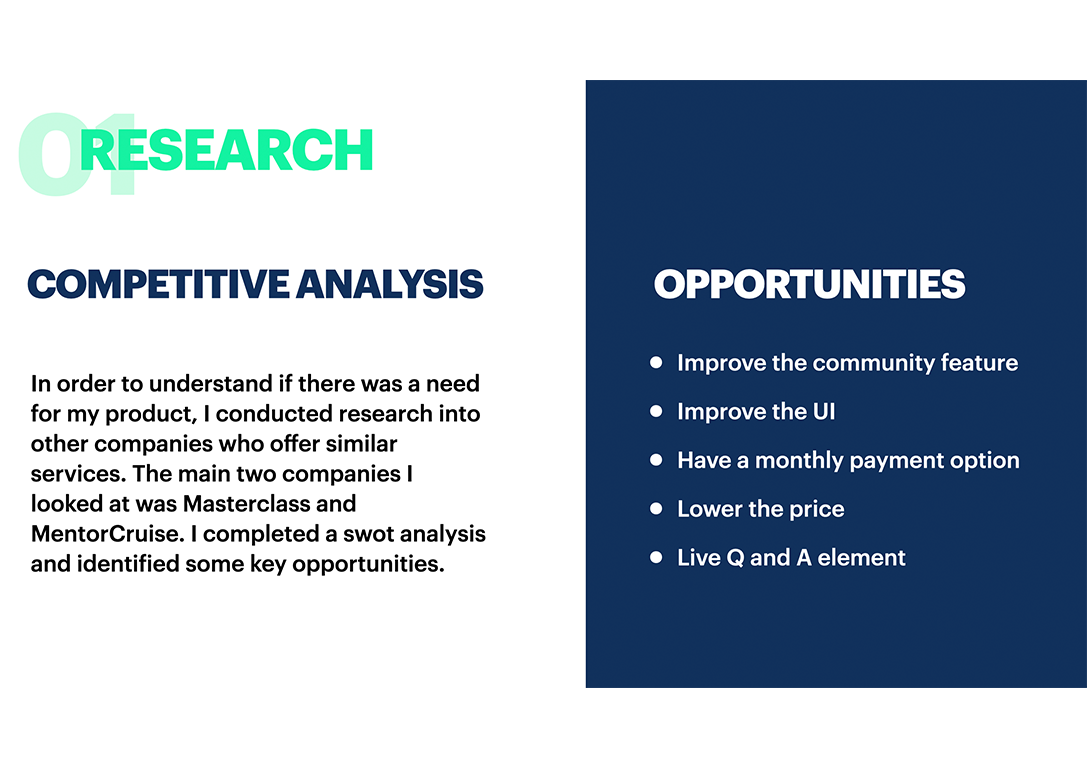 01
RESEARCH
COMPETITIVE ANALYSIS
In order to understand if there was a need
for my product, I conducted research into
other companies who offer similar
services. The main two companies I
looked at was Masterclass and
MentorCruise. I completed a swot analysis
and identified some key opportunities.
OPPORTUNITIES
• Improve the community feature
• Improve the UI
• Have a monthly payment option
• Lower the price
• Live Q and A element